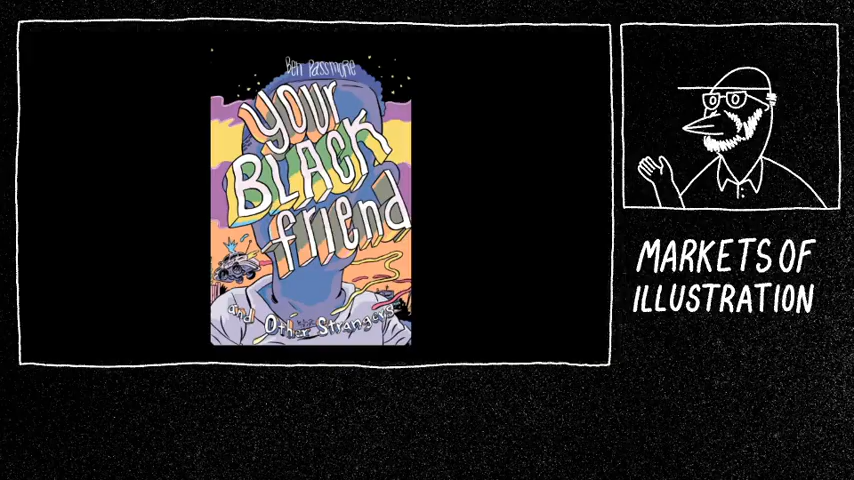 Ben Passmore
your
BLACK
friend
and Other Strangers
MARKETS OF
ILLUSTRATION